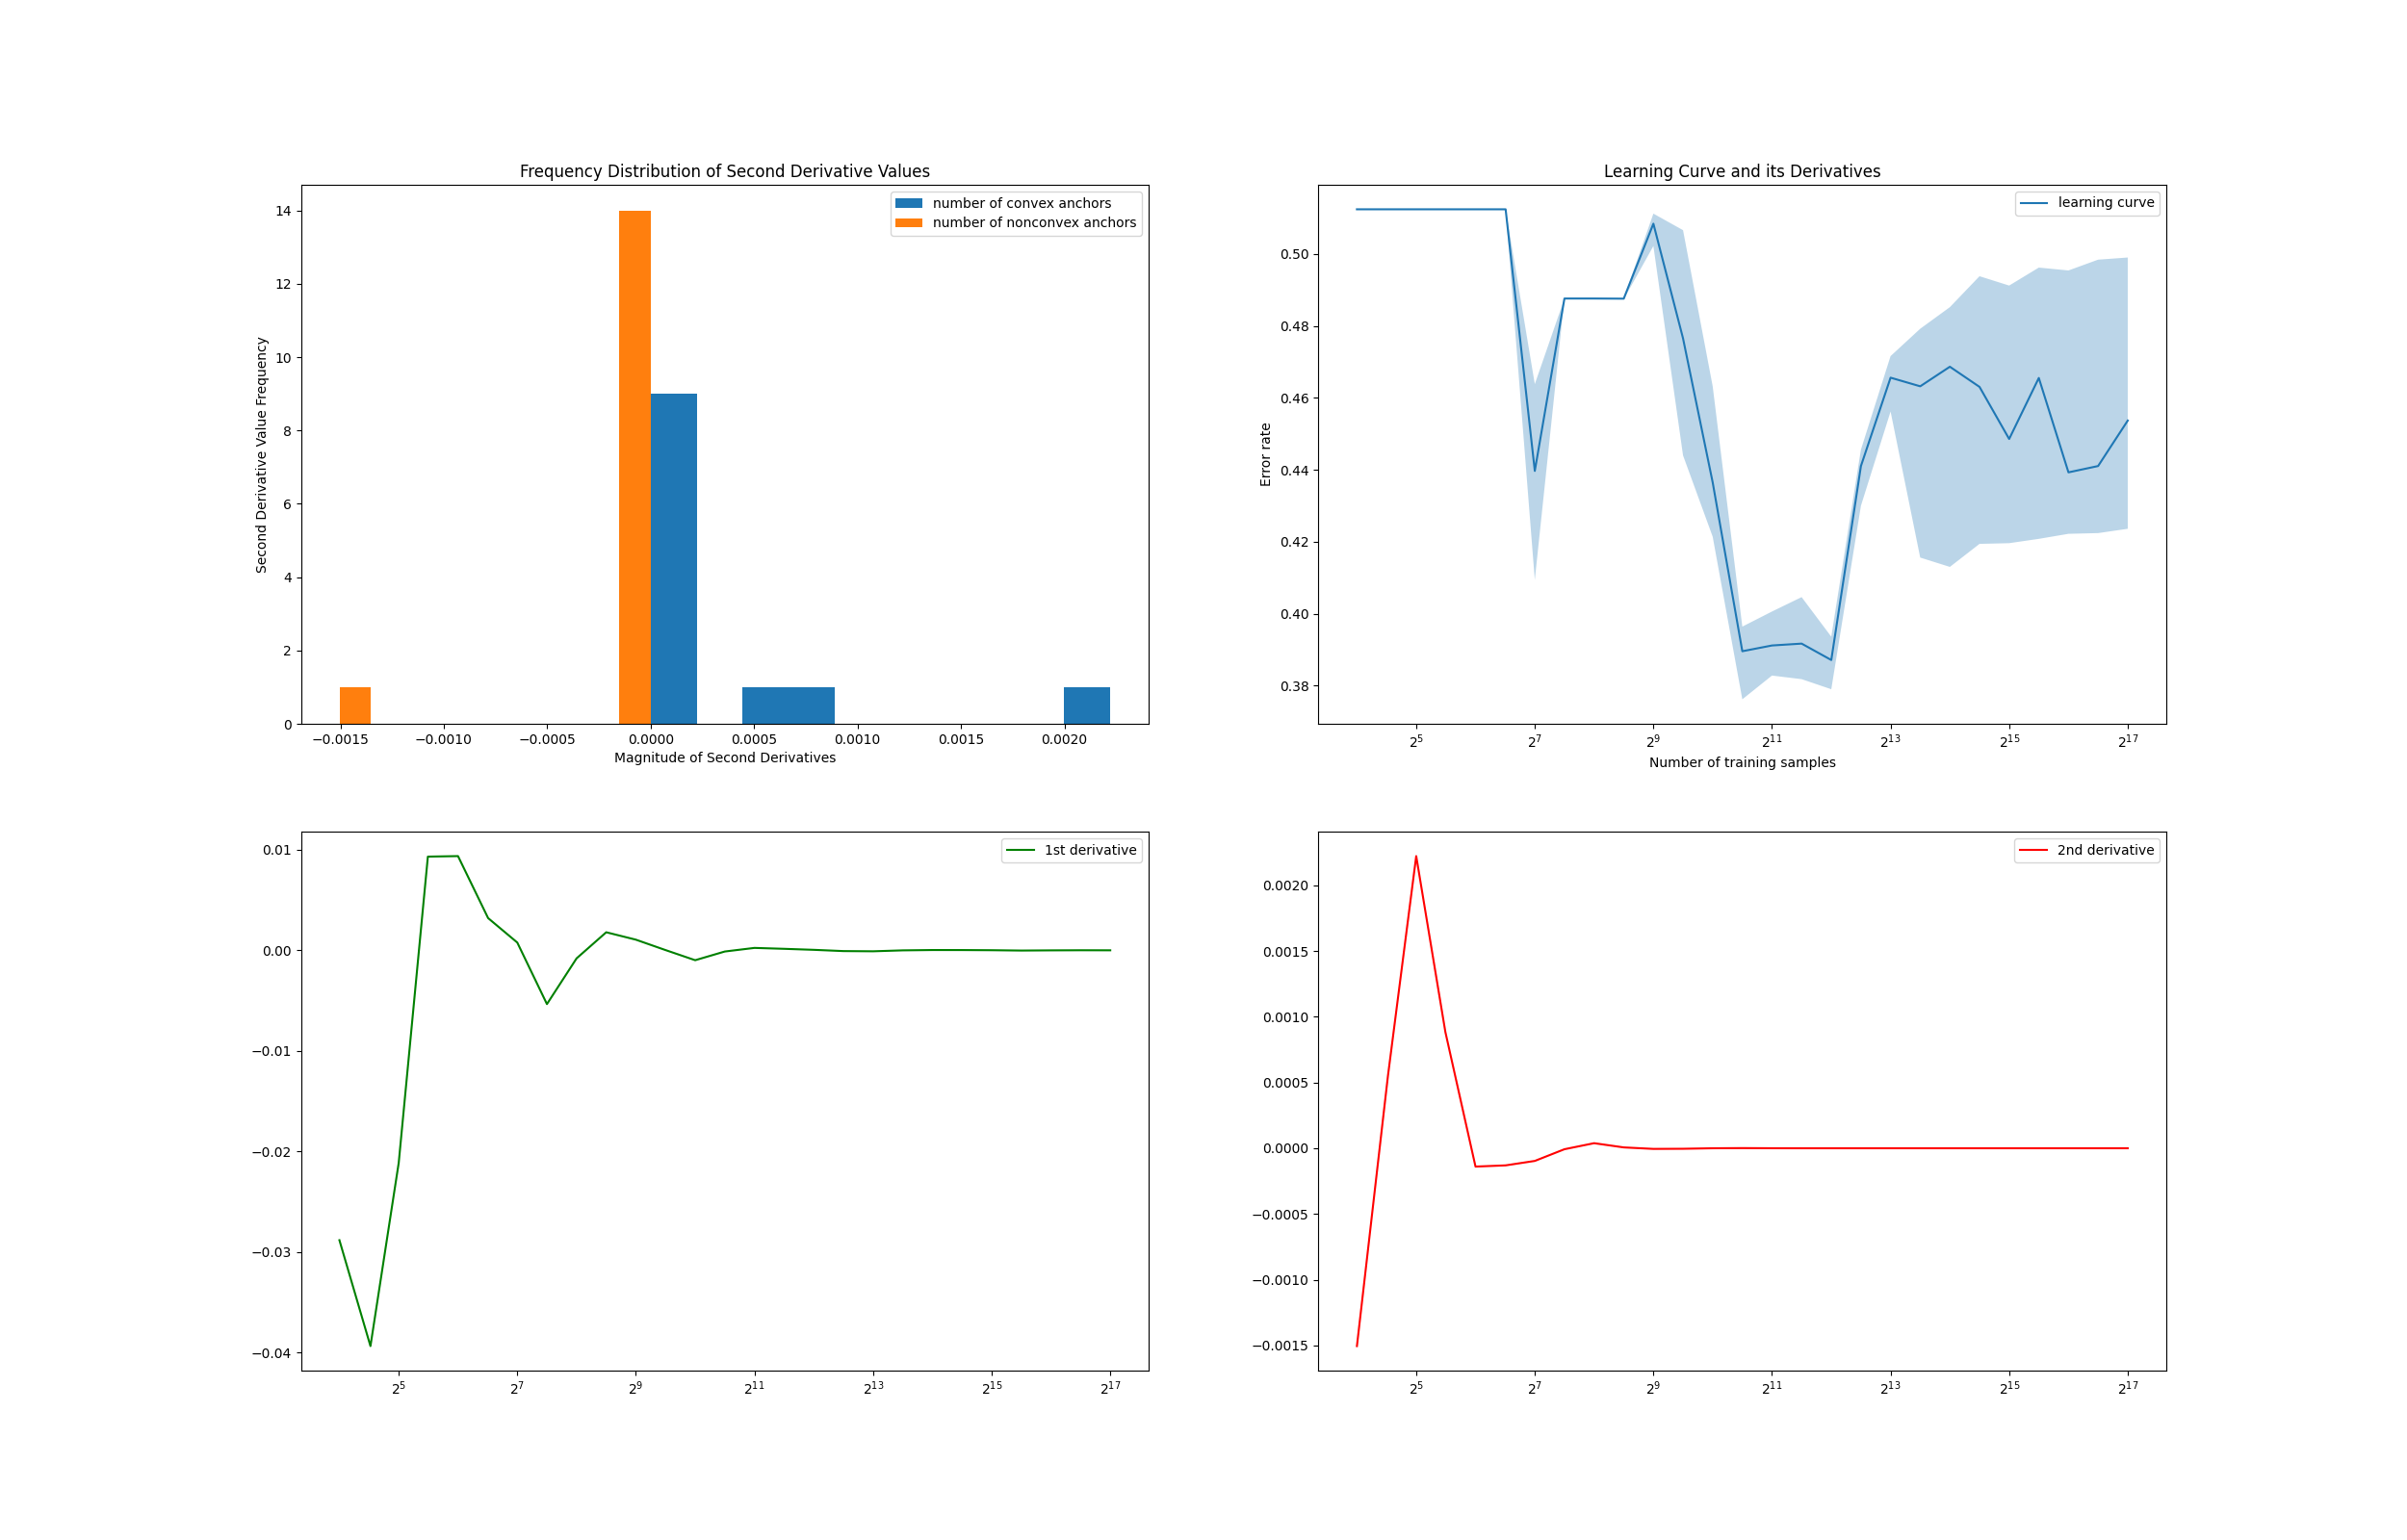 Frequency Distribution of Second Derivative Values
number of convex anchors
number of nonconvex anchors
14
12
10
8
6
4
2
0
Second Derivative Value Frequency
−0.0015 −0.0010 −0.0005 0.0000 0.0005 0.0010 0.0015 0.0020
Magnitude of Second Derivatives
Learning Curve and its Derivatives
learning curve
0.50
0.48
0.46
0.44
0.42
0.40
0.38
Error rate
2^5 2^7 2^9 2^11 2^13 2^15 2^17
Number of training samples
1st derivative
0.01
0.00
−0.01
−0.02
−0.03
−0.04
2^5 2^7 2^9 2^11 2^13 2^15 2^17
2nd derivative
0.0020
0.0015
0.0010
0.0005
0.0000
−0.0005
−0.0010
−0.0015
2^5 2^7 2^9 2^11 2^13 2^15 2^17